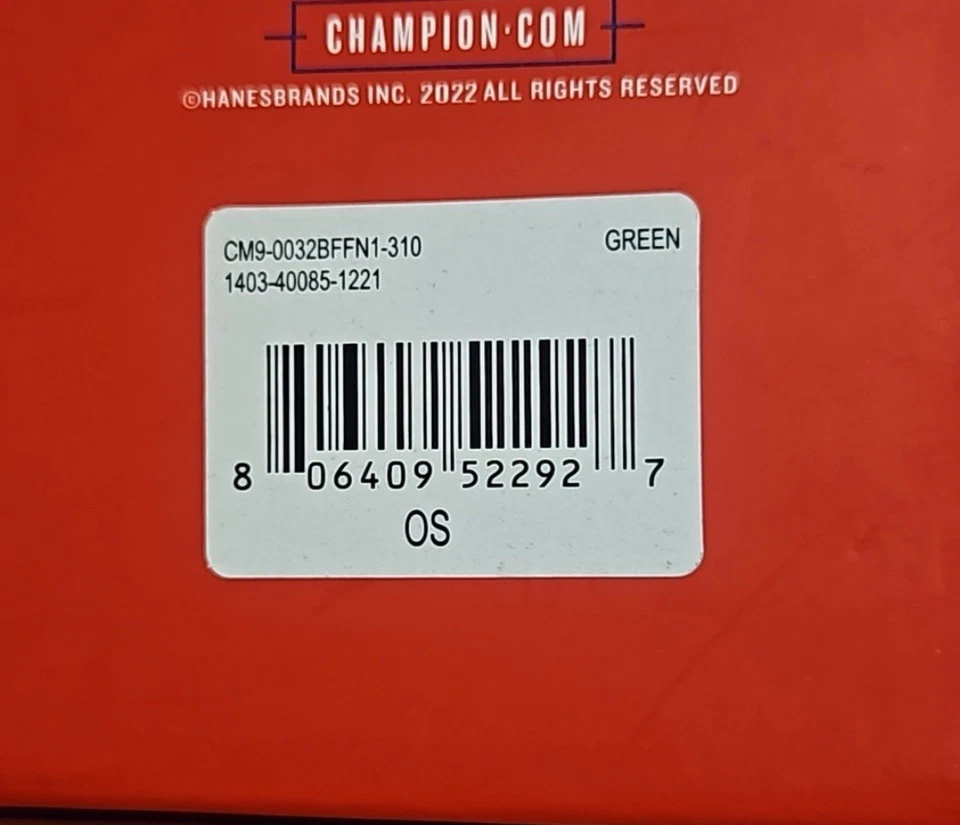 CHAMPION·COM
©HANESBRANDS INC. 2022 ALL RIGHTS RESERVED
CM9-0032BFFN1-310 GREEN
1403-40085-1221
8 06409 52292 7
OS